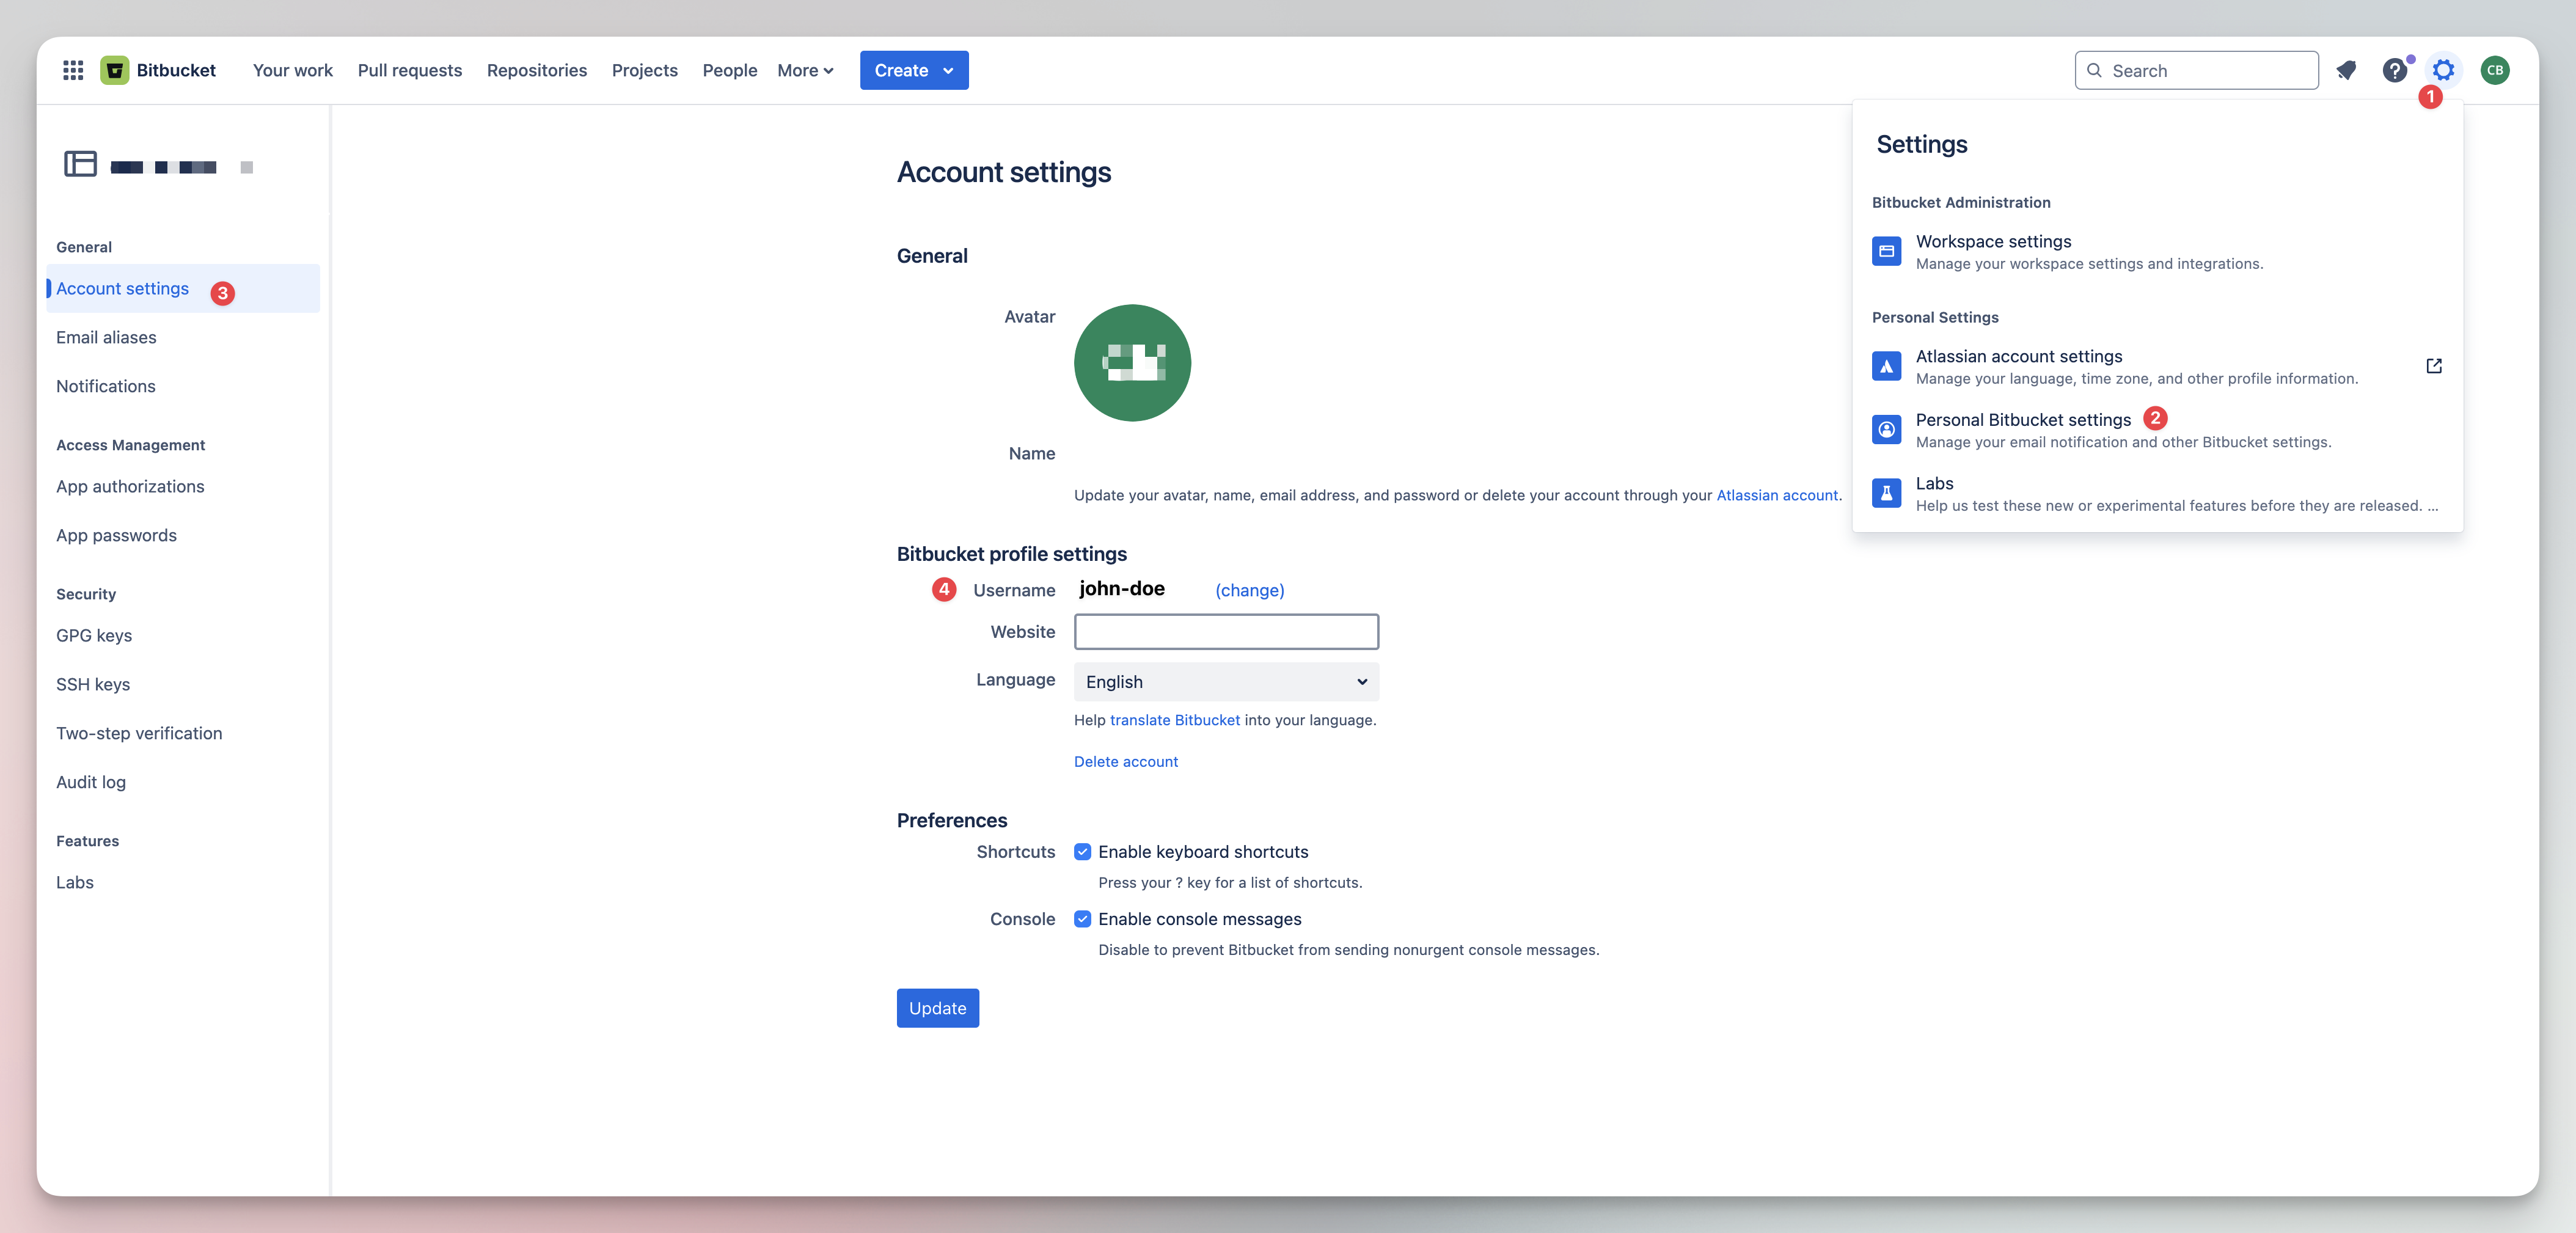 Bitbucket Your work Pull requests Repositories Projects People More Create Search ? CB
1
General
Account settings 3
Email aliases
Notifications
Access Management
App authorizations
App passwords
Security
GPG keys
SSH keys
Two-step verification
Audit log
Features
Labs
Account settings
General
Avatar
Name
Update your avatar, name, email address, and password or delete your account through your Atlassian account.
Bitbucket profile settings
4 Username john-doe (change)
Website
Language English
Help translate Bitbucket into your language.
Delete account
Preferences
Shortcuts Enable keyboard shortcuts
Press your ? key for a list of shortcuts.
Console Enable console messages
Disable to prevent Bitbucket from sending nonurgent console messages.
Update
Settings
Bitbucket Administration
Workspace settings
Manage your workspace settings and integrations.
Personal Settings
Atlassian account settings
Manage your language, time zone, and other profile information.
Personal Bitbucket settings 2
Manage your email notification and other Bitbucket settings.
Labs
Help us test these new or experimental features before they are released. ...